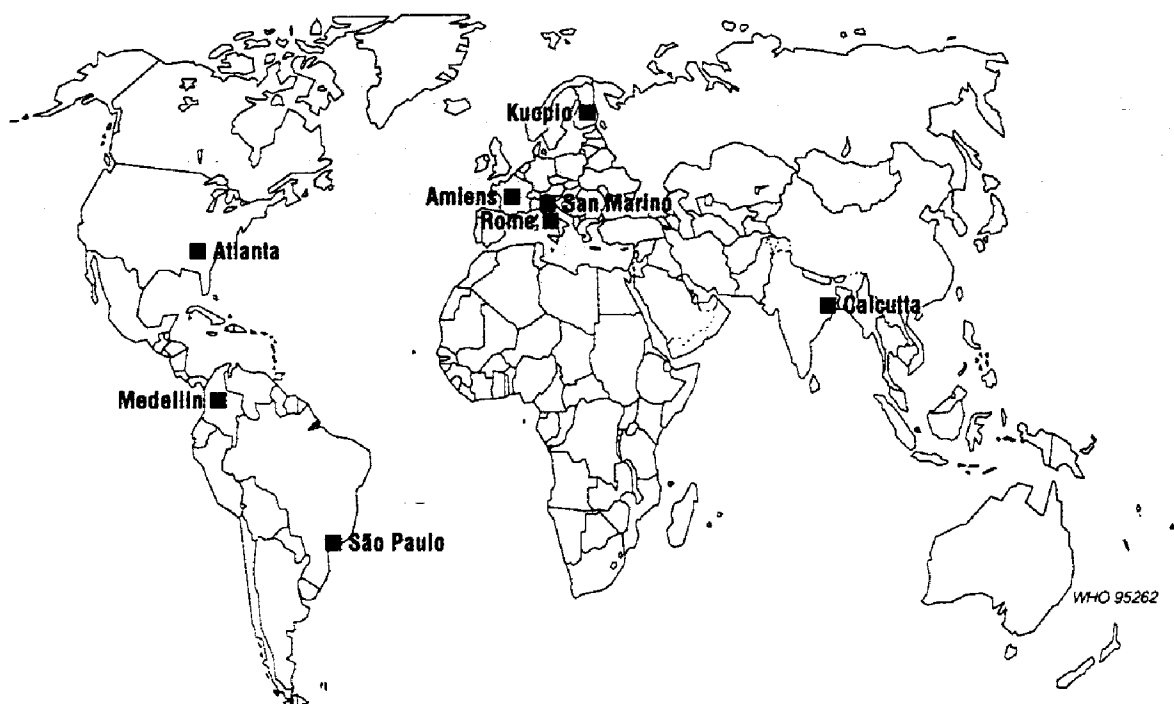 Kuopio
Amiens
San Marino
Rome
Atlanta
Calcutta
Medellin
São Paulo
WHO 95262